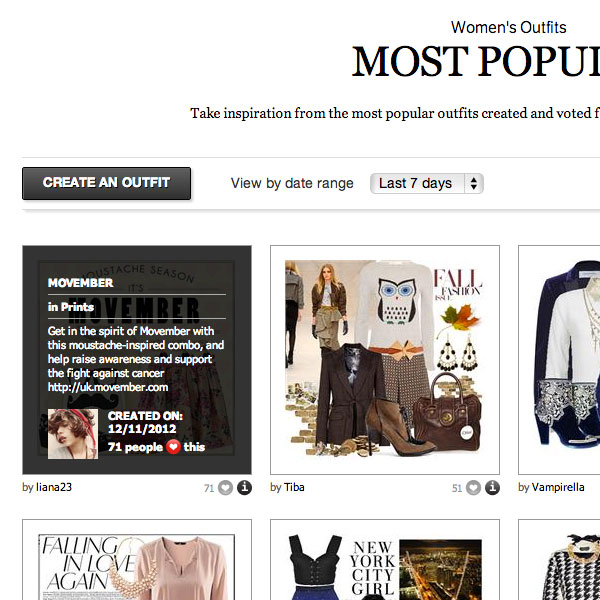 Women's Outfits
MOST POPUL
Take inspiration from the most popular outfits created and voted f
CREATE AN OUTFIT
View by date range
Last 7 days
MOUSTACHE SEASON
IT'S
MOVEMBER
MOVEMBER
in Prints
Get in the spirit of Movember with
this moustache-inspired combo, and
help raise awareness and support
the fight against cancer
http://uk.movember.com
CREATED ON:
12/11/2012
71 people this
FALL
FASHION
ISSUE
by liana23 71
by Tiba 51
by Vampirella
FALLING
IN LOVE
AGAIN
NEW
YORK
CITY
GIRL